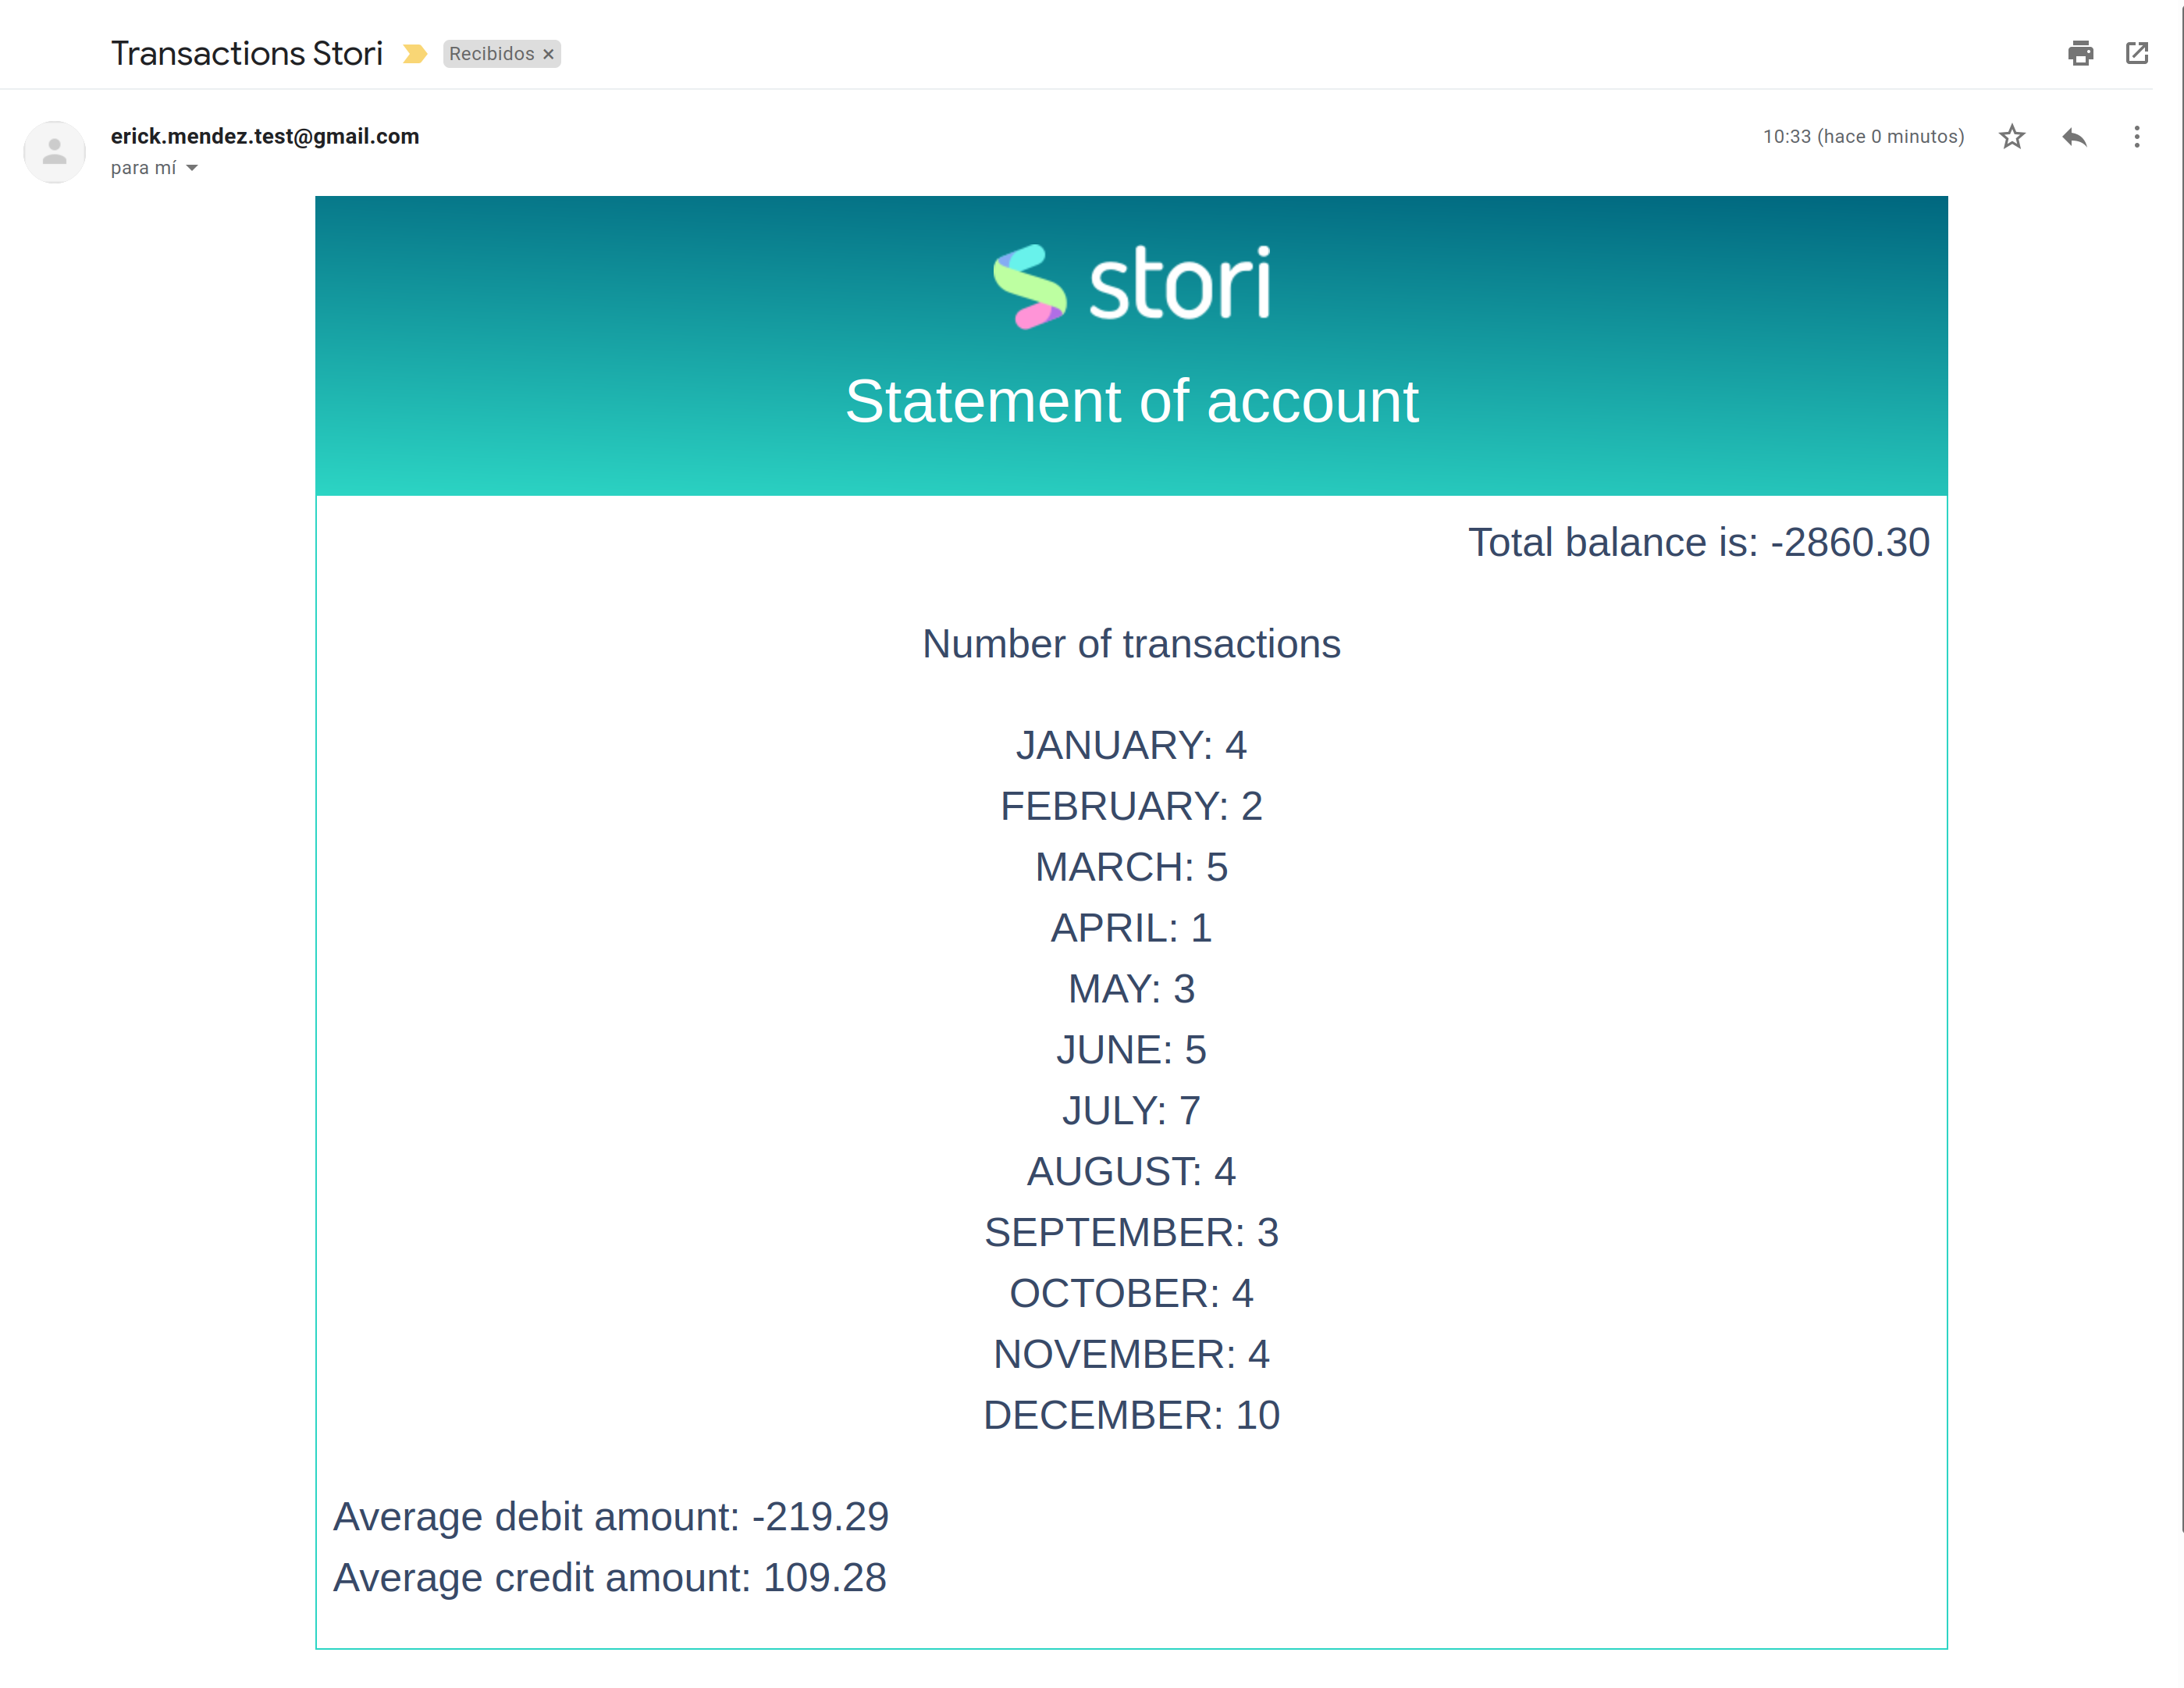 Transactions Stori Recibidos ×
erick.mendez.test@gmail.com 10:33 (hace 0 minutos)
para mí
stori
Statement of account
Total balance is: -2860.30
Number of transactions
JANUARY: 4
FEBRUARY: 2
MARCH: 5
APRIL: 1
MAY: 3
JUNE: 5
JULY: 7
AUGUST: 4
SEPTEMBER: 3
OCTOBER: 4
NOVEMBER: 4
DECEMBER: 10
Average debit amount: -219.29
Average credit amount: 109.28